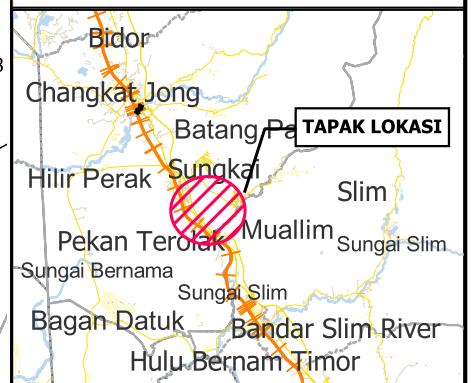 Bidor
Changkat Jong
Batang Pa
TAPAK LOKASI
Sungkai
Hilir Perak
Slim
Muallim
Pekan Terolak
Sungai Slim
Sungai Bernama
Sungai Slim
Bagan Datuk
Bandar Slim River
Hulu Bernam Timor